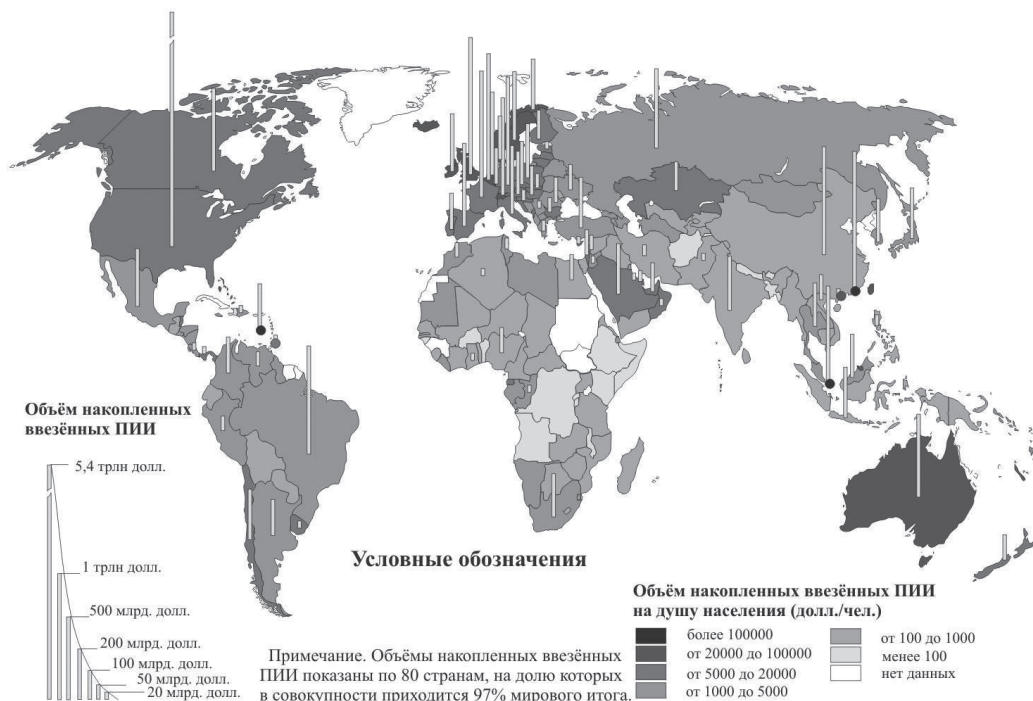 Объём накопленных
ввезённых ПИИ
5,4 трлн долл.
1 трлн долл.
500 млрд. долл.
200 млрд. долл.
100 млрд. долл.
50 млрд. долл.
20 млрд. долл.
Условные обозначения
Примечание. Объёмы накопленных ввезённых
ПИИ показаны по 80 странам, на долю которых
в совокупности приходится 97% мирового итога.
Объём накопленных ввезённых ПИИ
на душу населения (долл./чел.)
более 100000
от 20000 до 100000
от 5000 до 20000
от 1000 до 5000
от 100 до 1000
менее 100
нет данных